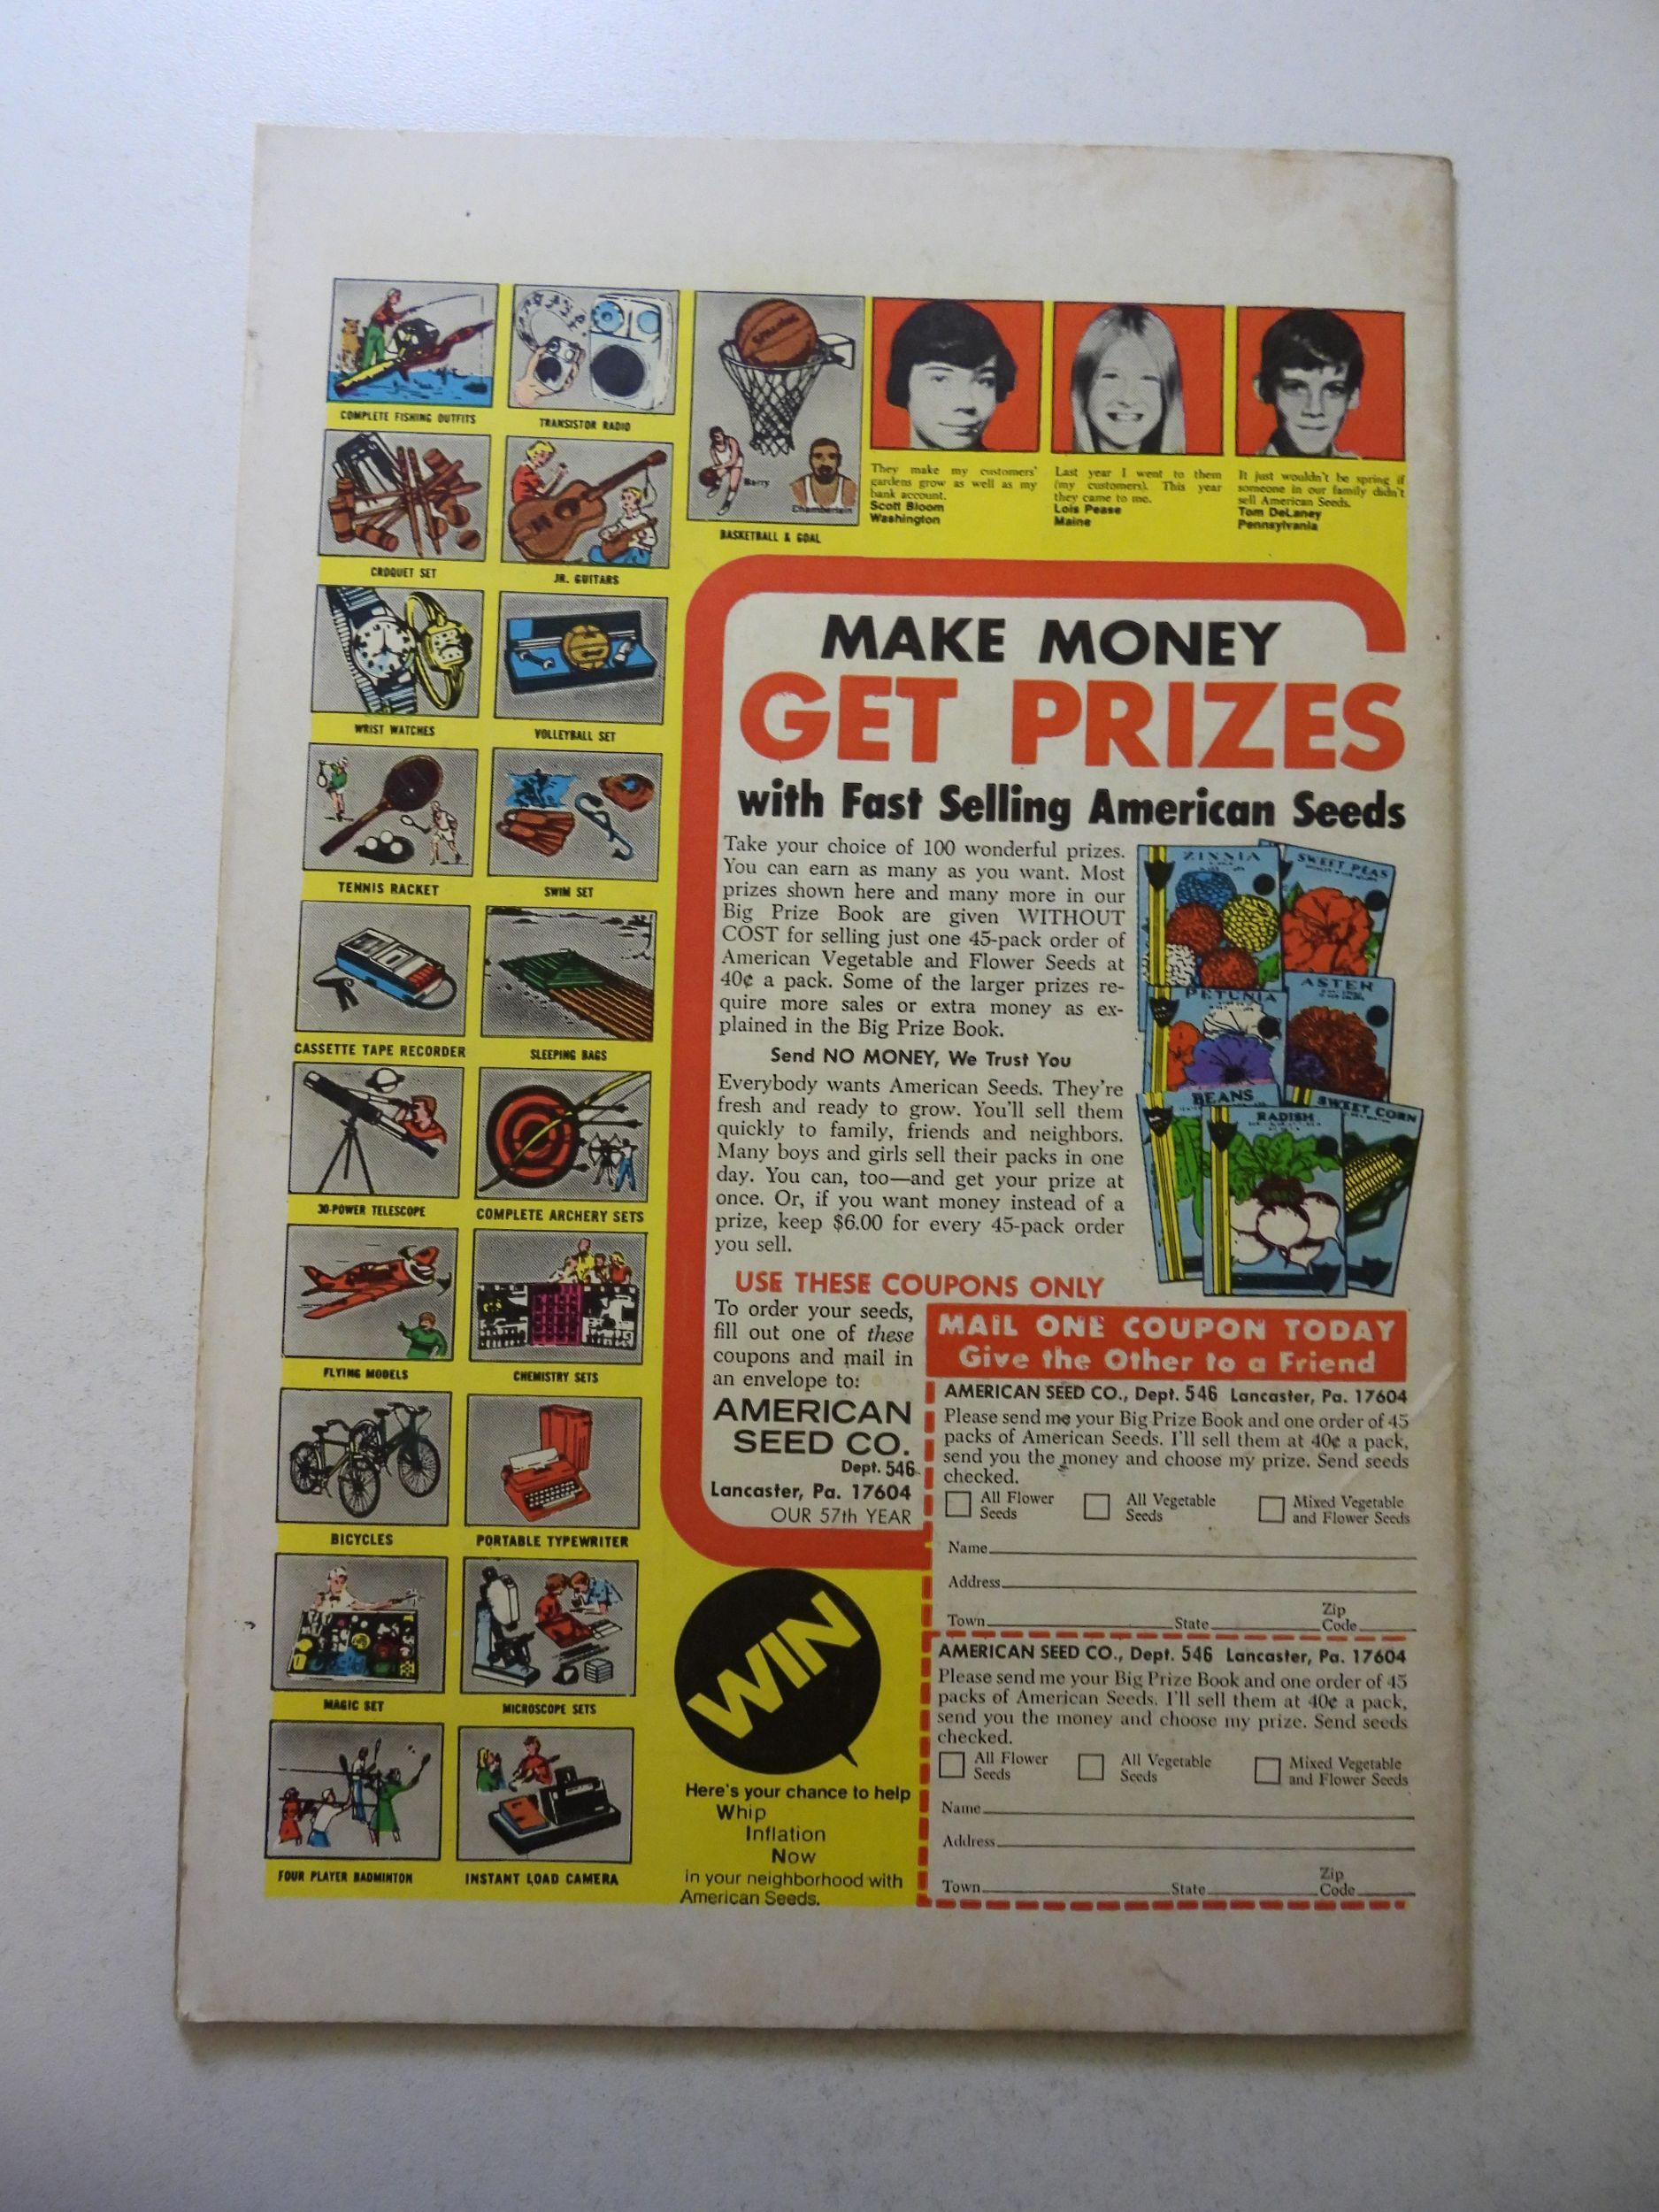 COMPLETE FISHING OUTFITS
TRANSISTOR RADIO
SPALDING
Barry
Chamberlain
BASKETBALL & GOAL
They make my customers'
gardens grow as well as my
bank account.
Scott Bloom
Washington
Last year I went to them
(my customers). This year
they came to me.
Lois Pease
Maine
It just wouldn't be spring if
someone in our family didn't
sell American Seeds.
Tom DeLaney
Pennsylvania
CROQUET SET
JR. GUITARS
WRIST WATCHES
VOLLEYBALL SET
TENNIS RACKET
SWIM SET
CASSETTE TAPE RECORDER
SLEEPING BAGS
30-POWER TELESCOPE
COMPLETE ARCHERY SETS
FLYING MODELS
CHEMISTRY SETS
BICYCLES
PORTABLE TYPEWRITER
MAGIC SET
MICROSCOPE SETS
FOUR PLAYER BADMINTON
INSTANT LOAD CAMERA
MAKE MONEY
GET PRIZES
with Fast Selling American Seeds
Take your choice of 100 wonderful prizes.
You can earn as many as you want. Most
prizes shown here and many more in our
Big Prize Book are given WITHOUT
COST for selling just one 45-pack order of
American Vegetable and Flower Seeds at
40¢ a pack. Some of the larger prizes re-
quire more sales or extra money as ex-
plained in the Big Prize Book.
Send NO MONEY, We Trust You
Everybody wants American Seeds. They're
fresh and ready to grow. You'll sell them
quickly to family, friends and neighbors.
Many boys and girls sell their packs in one
day. You can, too—and get your prize at
once. Or, if you want money instead of a
prize, keep $6.00 for every 45-pack order
you sell.
ZINNIA
SWEET PEAS
PETUNIA
ASTER
BEANS
RADISH
SWEET CORN
USE THESE COUPONS ONLY
To order your seeds,
fill out one of these
coupons and mail in
an envelope to:
AMERICAN
SEED CO.
Dept. 546
Lancaster, Pa. 17604
OUR 57th YEAR
MAIL ONE COUPON TODAY
Give the Other to a Friend
AMERICAN SEED CO., Dept. 546 Lancaster, Pa. 17604
Please send me your Big Prize Book and one order of 45
packs of American Seeds. I'll sell them at 40¢ a pack,
send you the money and choose my prize. Send seeds
checked.
All Flower Seeds
All Vegetable Seeds
Mixed Vegetable and Flower Seeds
Name
Address
Town State Zip Code
AMERICAN SEED CO., Dept. 546 Lancaster, Pa. 17604
Please send me your Big Prize Book and one order of 45
packs of American Seeds. I'll sell them at 40¢ a pack,
send you the money and choose my prize. Send seeds
checked.
All Flower Seeds
All Vegetable Seeds
Mixed Vegetable and Flower Seeds
Name
Address
Town State Zip Code
WIN
Here's your chance to help
Whip
Inflation
Now
in your neighborhood with
American Seeds.